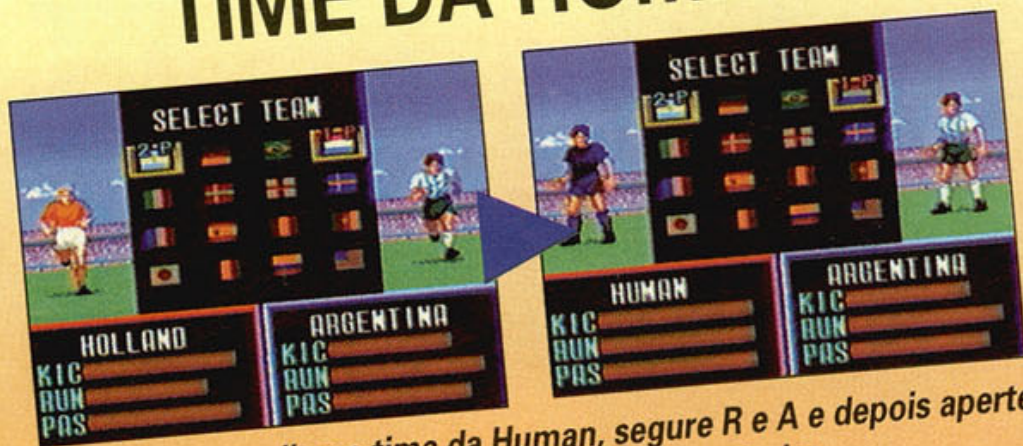 TIME DA
SELECT TEAM
2-P
1-P
HOLLAND
KIC
RUN
PAS
ARGENTINA
KIC
RUN
PAS
SELECT TEAM
2-P
1-P
HUMAN
KIC
RUN
PAS
ARGENTINA
KIC
RUN
PAS
time da Human, segure R e A e depois aperte